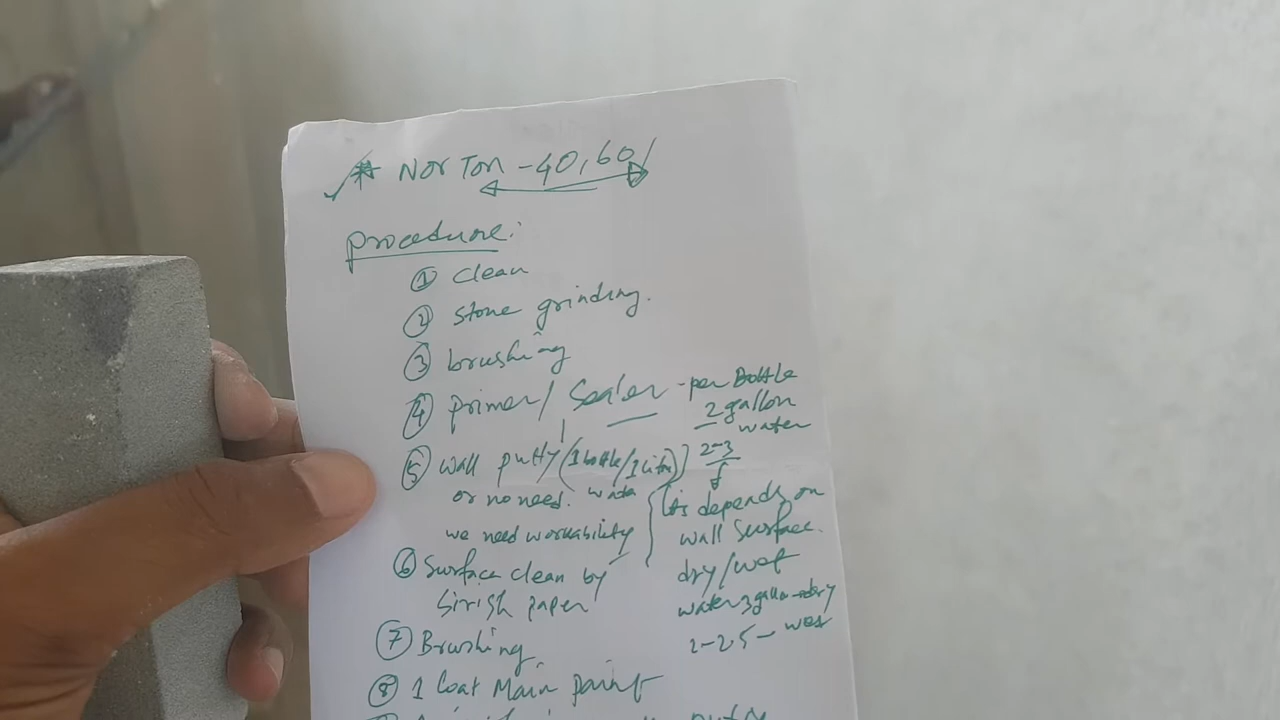 * Norton - 40, 60/
procedure:
① clean
② stone grinding.
③ brushing
④ primer/ Sealer - per Bottle
2 gallon
water
⑤ wall putty (1 bottle/1 litre) 2-3
or no need. water
we need workability
its depends on
wall surface.
dry/wet
water 3 gallon → dry
2-2.5 → wet
⑥ Surface clean by
Sirish paper
⑦ Brushing
⑧ 1 Coat Main paint
putty